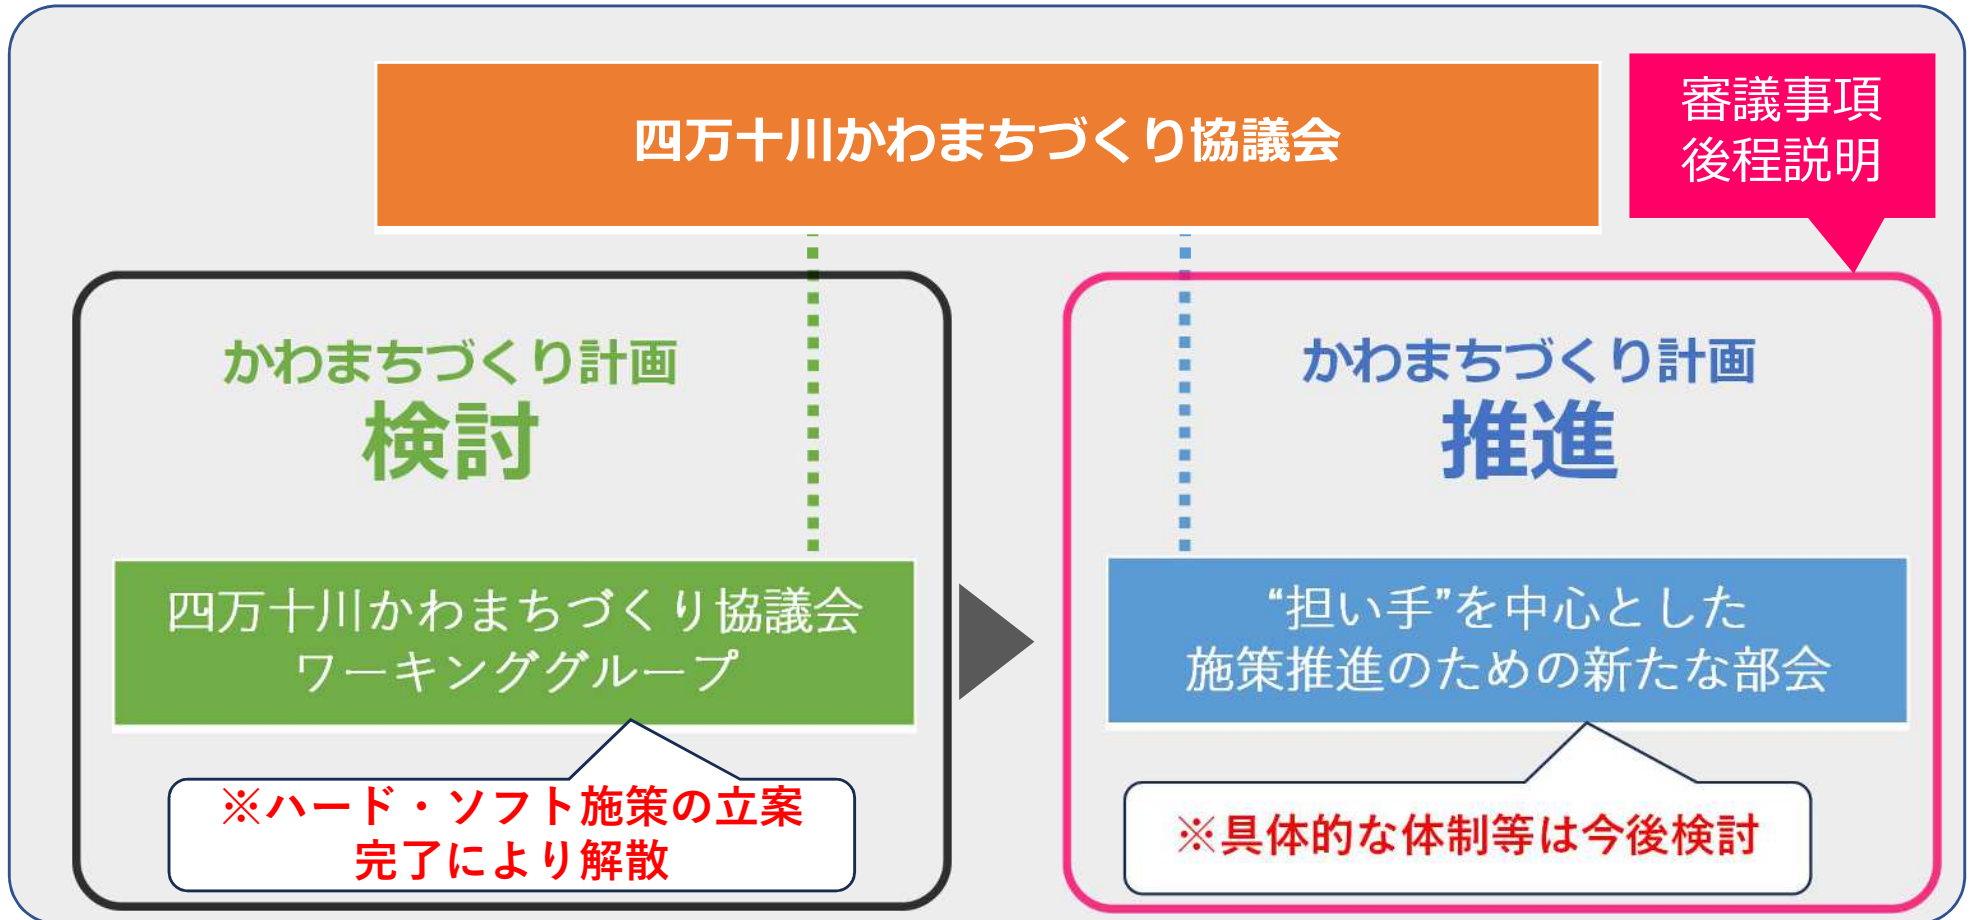 四万十川かわまちづくり協議会
審議事項
後程説明
かわまちづくり計画
検討
四万十川かわまちづくり協議会
ワーキンググループ
※ハード・ソフト施策の立案
完了により解散
かわまちづくり計画
推進
“担い手”を中心とした
施策推進のための新たな部会
※具体的な体制等は今後検討